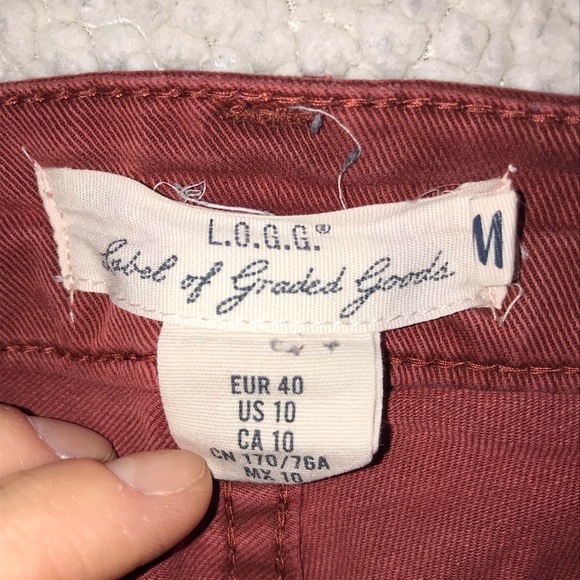 L.O.G.G.®
Label of Graded Goods
EUR 40
US 10
CA 10
CN 170/76A
MX 10